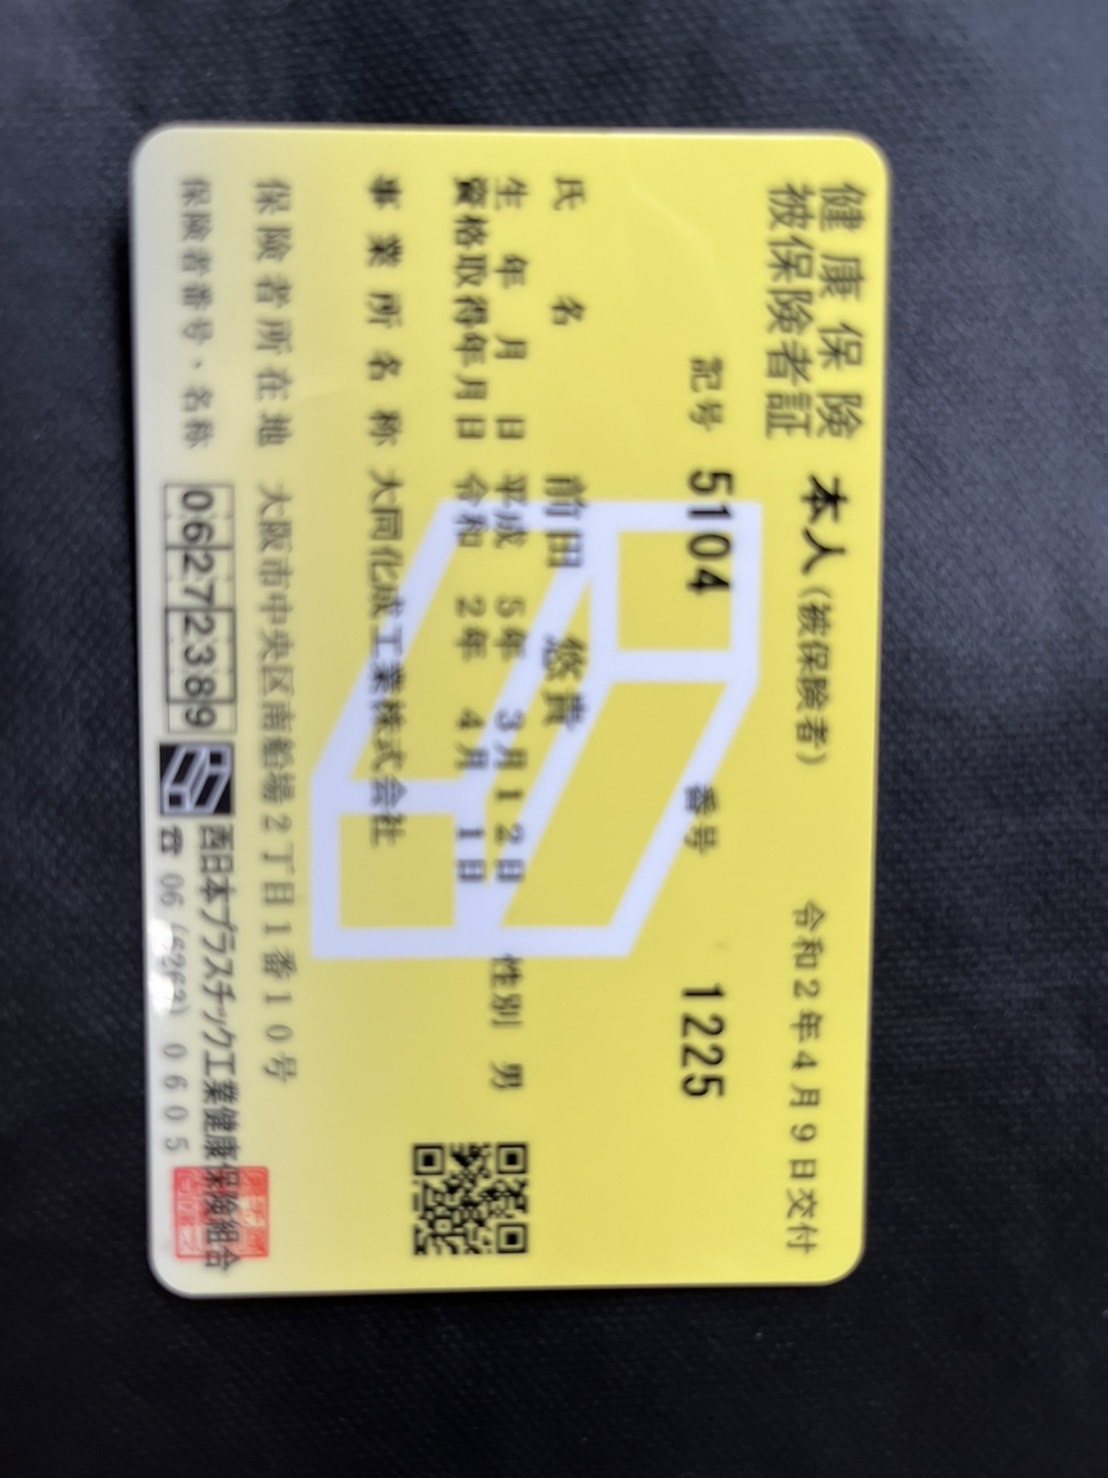 健康保険 本人(被保険者) 令和2年4月9日交付
被保険者証
記号 5104 番号 1225
氏名 前田 悠貴
生年月日 平成 5年 3月12日 性別 男
資格取得年月日 令和 2年 4月 1日
事業所名称 大同化成工業株式会社
保険者所在地 大阪市中央区南船場2丁目1番10号
保険者番号・名称 06272389 西日本プラスチック工業健康保険組合
☎ 06 0605